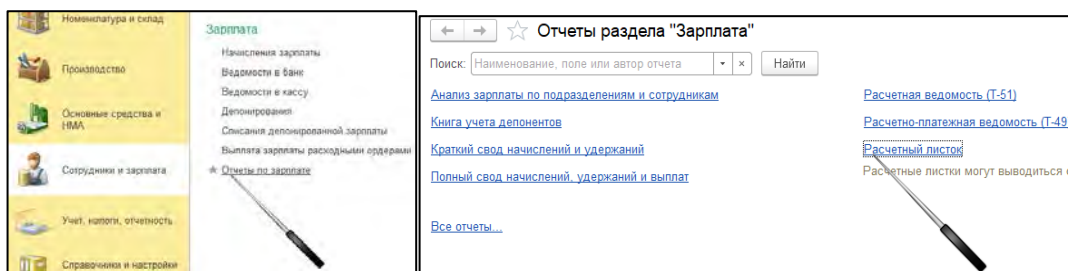 Номенклатура и склад
Производство
Основные средства и
НМА
Сотрудники и зарплата
Учет, налоги, отчетность
Справочники и настройки
Зарплата
Начисления зарплаты
Ведомости в банк
Ведомости в кассу
Депонирования
Списания депонированной зарплаты
Выплата зарплаты расходными ордерами
Отчеты по зарплате
Отчеты раздела "Зарплата"
Поиск: Наименование, поле или автор отчета Найти
Анализ зарплаты по подразделениям и сотрудникам
Книга учета депонентов
Краткий свод начислений и удержаний
Полный свод начислений, удержаний и выплат
Все отчеты...
Расчетная ведомость (Т-51)
Расчетно-платежная ведомость (Т-49
Расчетный листок
Расчетные листки могут выводиться